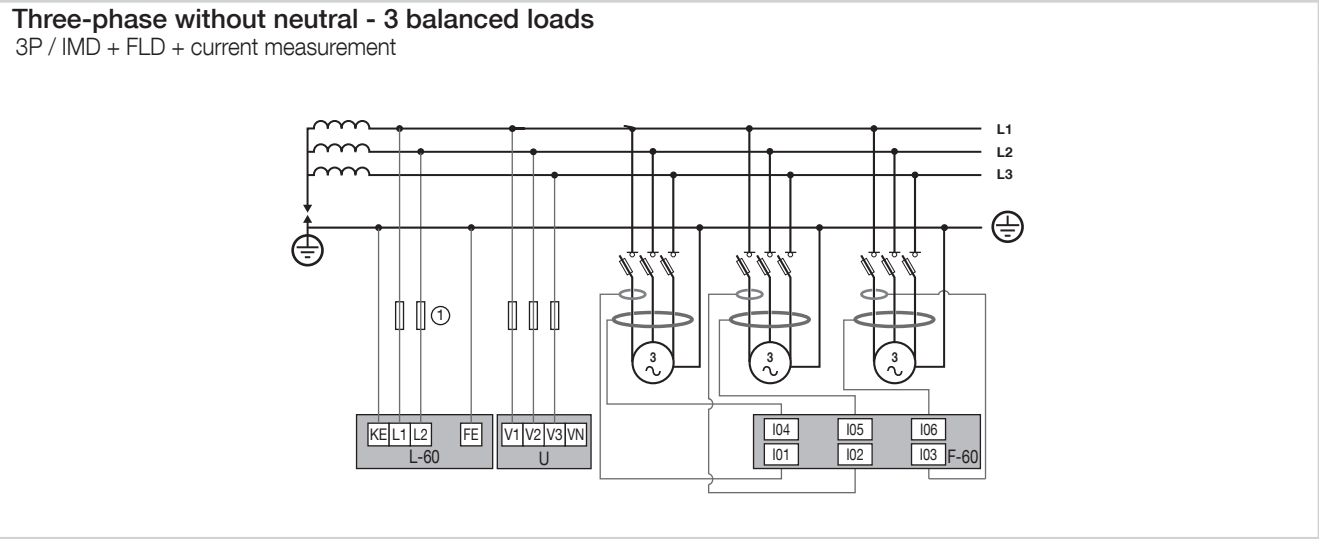 Three-phase without neutral - 3 balanced loads
3P / IMD + FLD + current measurement
L1
L2
L3
1
3 3 3
KE L1 L2 FE V1 V2 V3 VN I04 I05 I06
I01 I02 I03 F-60
L-60 U